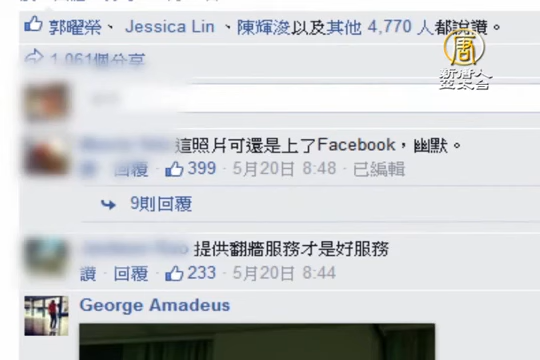 郭曜榮、Jessica Lin、陳輝浚以及其他 4,770 人都說讚。
1,061個分享
唐
新唐人
亞太台
這照片可還是上了Facebook，幽默。
回覆 · 399 · 5月20日 8:48 · 已編輯
9則回覆
提供翻牆服務才是好服務
讚 · 回覆 · 233 · 5月20日 8:44
George Amadeus